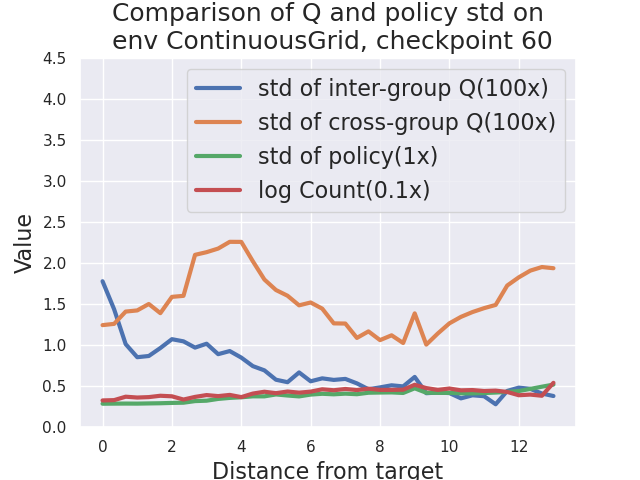 Comparison of Q and policy std on
env ContinuousGrid, checkpoint 60
4.5
4.0
3.5
3.0
2.5
2.0
1.5
1.0
0.5
0.0
Value
std of inter-group Q(100x)
std of cross-group Q(100x)
std of policy(1x)
log Count(0.1x)
0 2 4 6 8 10 12
Distance from target